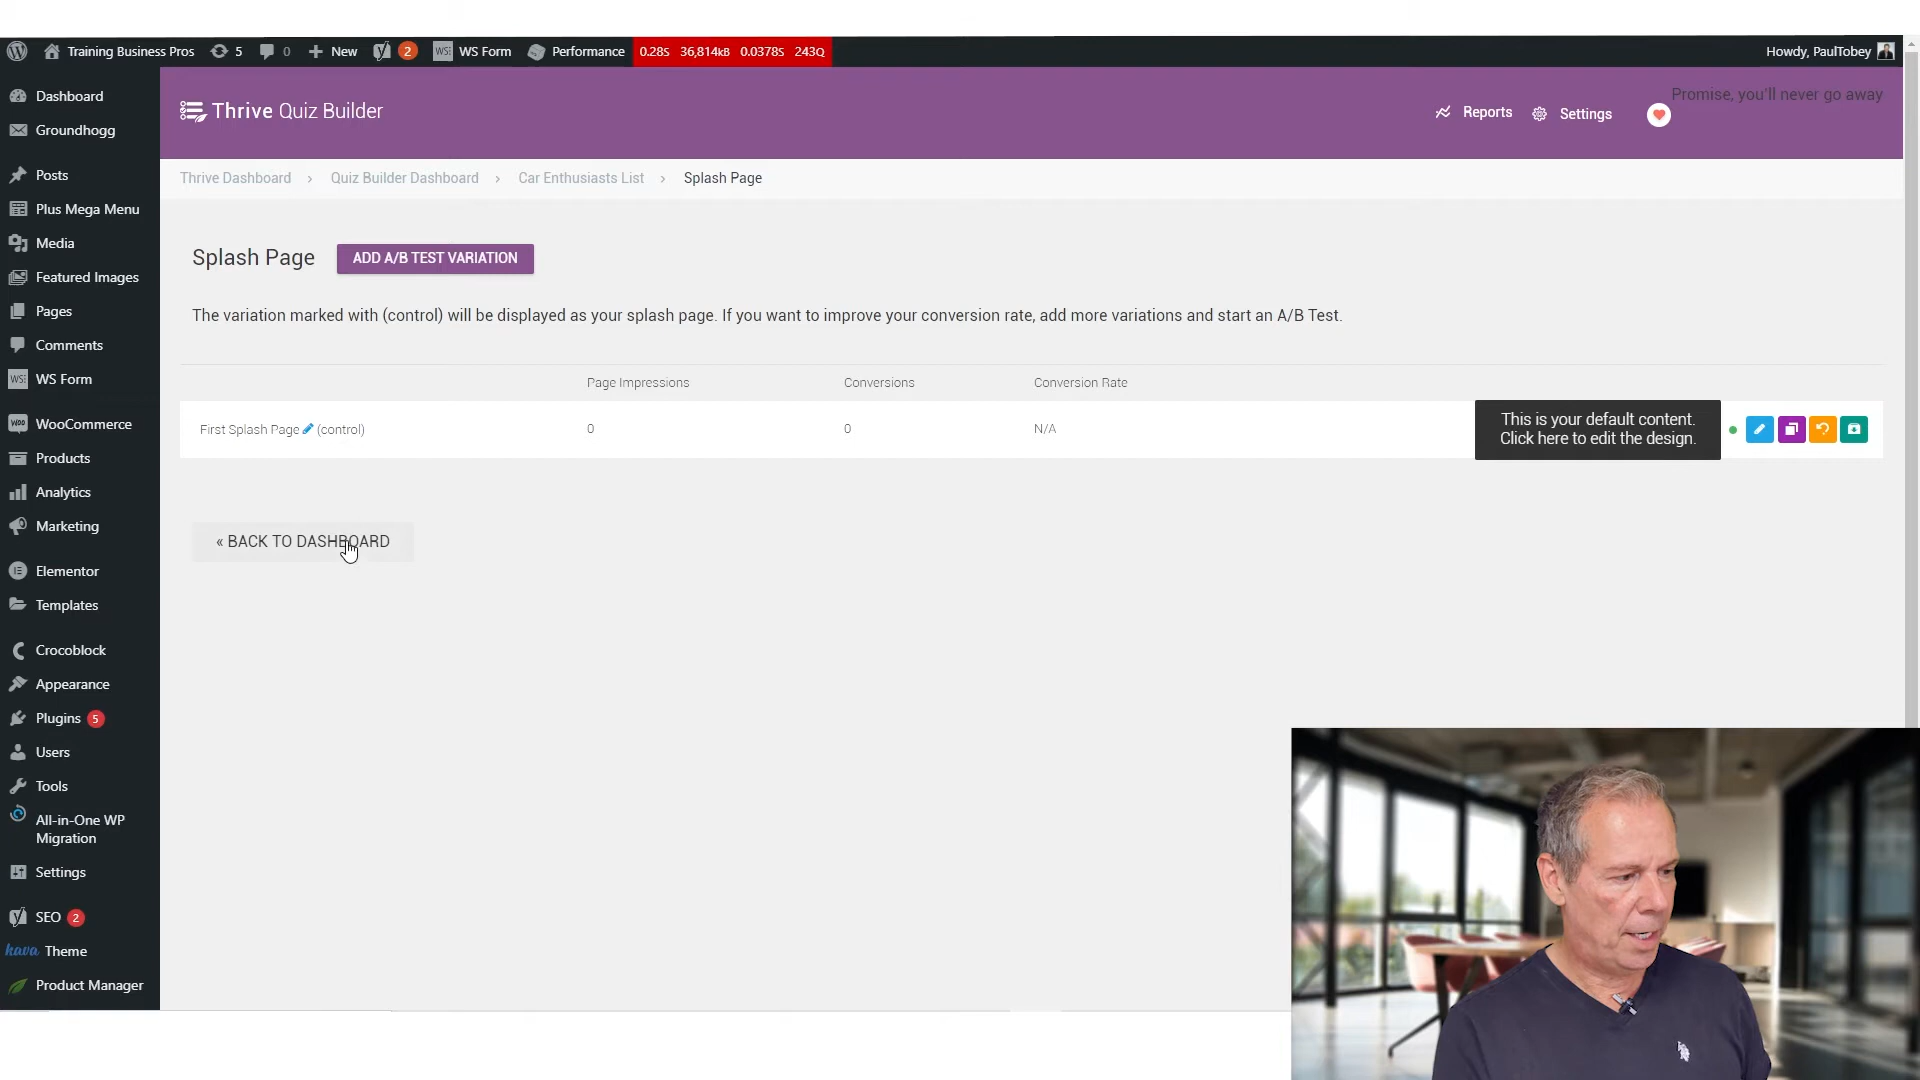 Training Business Pros 5 0 New 2 WS Form Performance 0.28S 36,814KB 0.0378S 243Q Howdy, PaulTobey
Dashboard
Groundhogg
Posts
Plus Mega Menu
Media
Featured Images
Pages
Comments
WS Form
WooCommerce
Products
Analytics
Marketing
Elementor
Templates
Crocoblock
Appearance
Plugins 5
Users
Tools
All-in-One WP
Migration
Settings
SEO 2
kava Theme
Product Manager
Thrive Quiz Builder
Reports Settings
Promise, you'll never go away
Thrive Dashboard › Quiz Builder Dashboard › Car Enthusiasts List › Splash Page
Splash Page ADD A/B TEST VARIATION
The variation marked with (control) will be displayed as your splash page. If you want to improve your conversion rate, add more variations and start an A/B Test.
Page Impressions Conversions Conversion Rate
First Splash Page (control) 0 0 N/A
This is your default content.
Click here to edit the design.
« BACK TO DASHBOARD